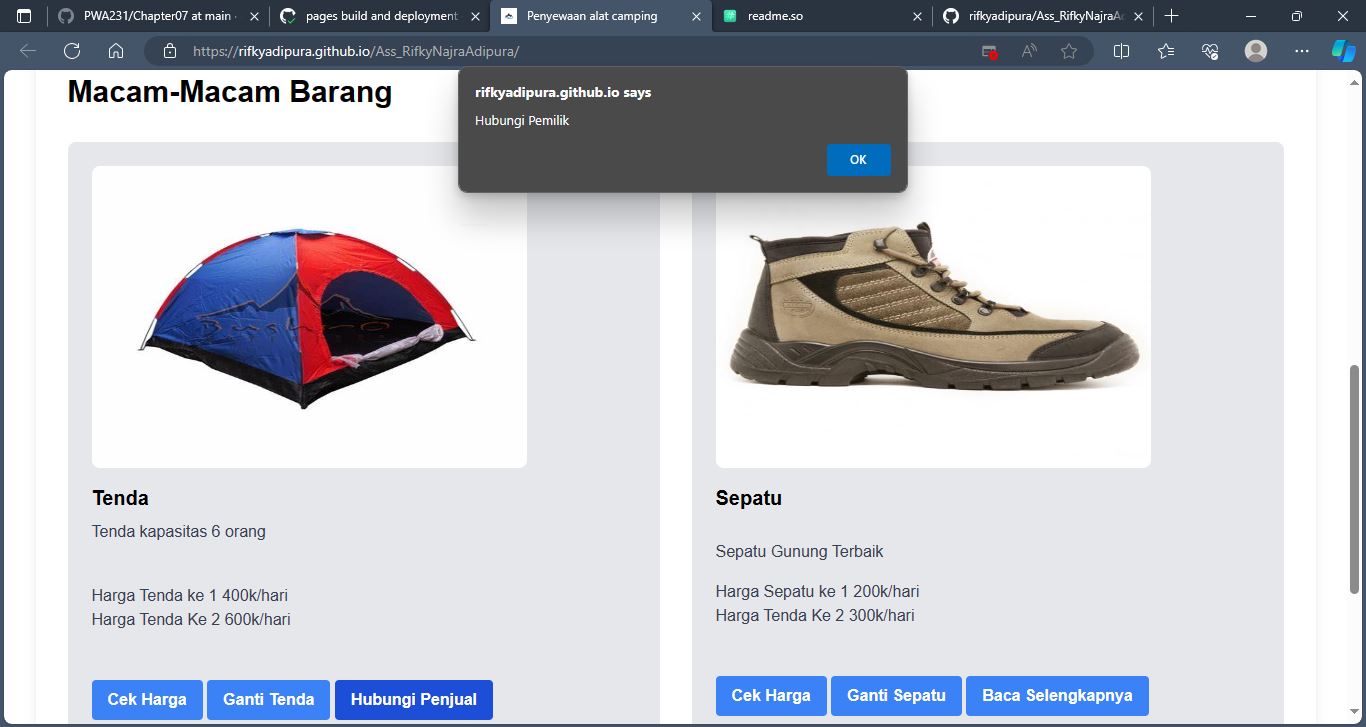 PWA231/Chapter07 at main
pages build and deployment
Penyewaan alat camping
readme.so
rifkyadipura/Ass_RifkyNajraAd
https://rifkyadipura.github.io/Ass_RifkyNajraAdipura/
Macam-Macam Barang
rifkyadipura.github.io says
Hubungi Pemilik
OK
Tenda
Tenda kapasitas 6 orang
Harga Tenda ke 1 400k/hari
Harga Tenda Ke 2 600k/hari
Cek Harga
Ganti Tenda
Hubungi Penjual
Sepatu
Sepatu Gunung Terbaik
Harga Sepatu ke 1 200k/hari
Harga Tenda Ke 2 300k/hari
Cek Harga
Ganti Sepatu
Baca Selengkapnya